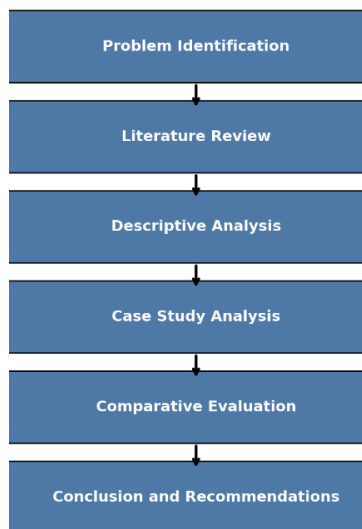 Problem Identification
Literature Review
Descriptive Analysis
Case Study Analysis
Comparative Evaluation
Conclusion and Recommendations